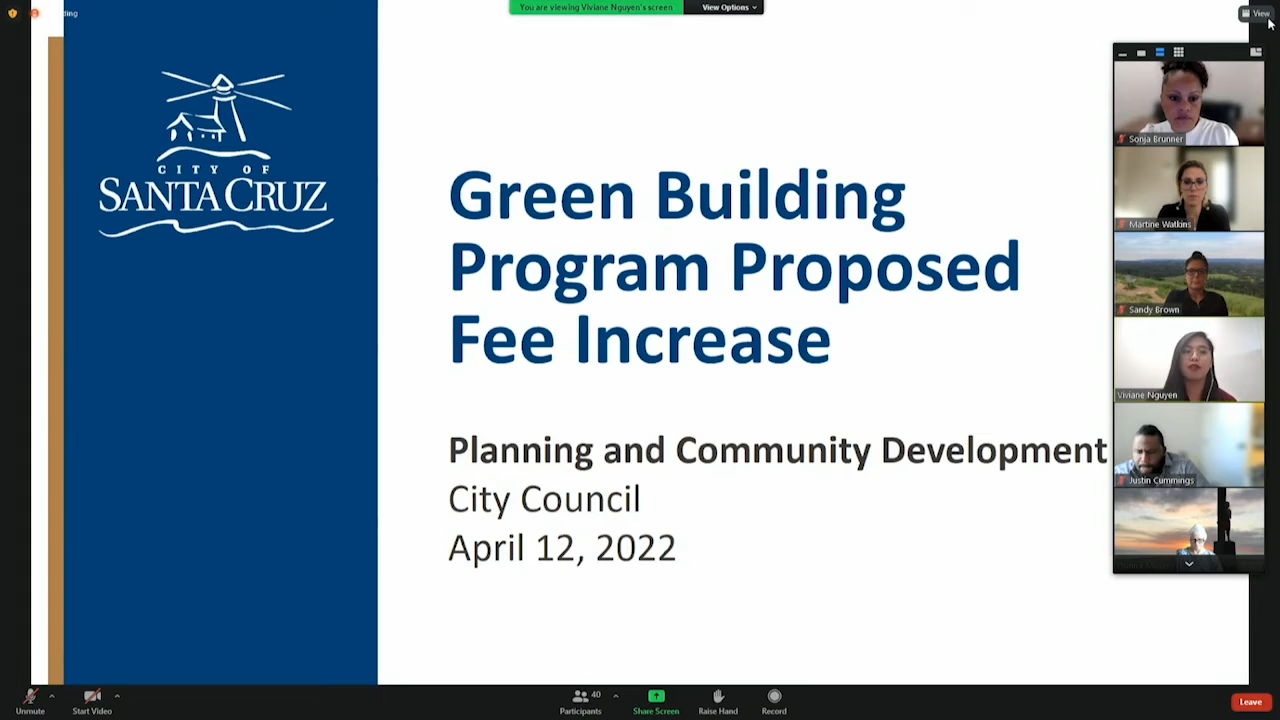 ding
You are viewing Viviane Nguyen's screen
View Options
View
CITY OF
SANTA CRUZ
Green Building
Program Proposed
Fee Increase
Planning and Community Development
City Council
April 12, 2022
Sonja Brunner
Martine Watkins
Sandy Brown
Viviane Nguyen
Justin Cummings
Unmute
Start Video
40
Participants
Share Screen
Raise Hand
Record
Leave